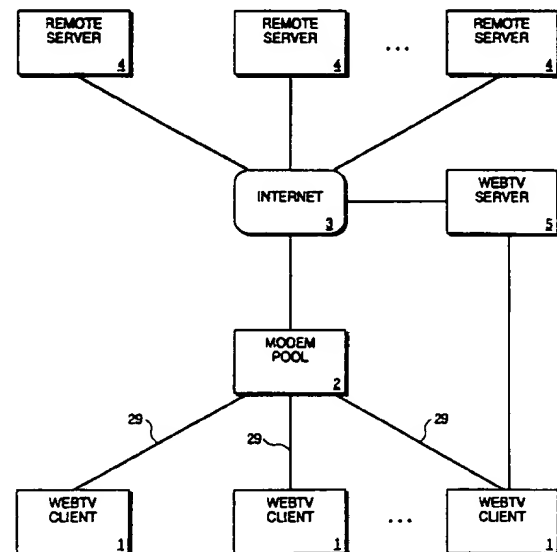 REMOTE
SERVER
4
REMOTE
SERVER
4
...
REMOTE
SERVER
4
INTERNET
3
WEBTV
SERVER
5
MODEM
POOL
2
29
29
29
WEBTV
CLIENT
1
WEBTV
CLIENT
1
...
WEBTV
CLIENT
1